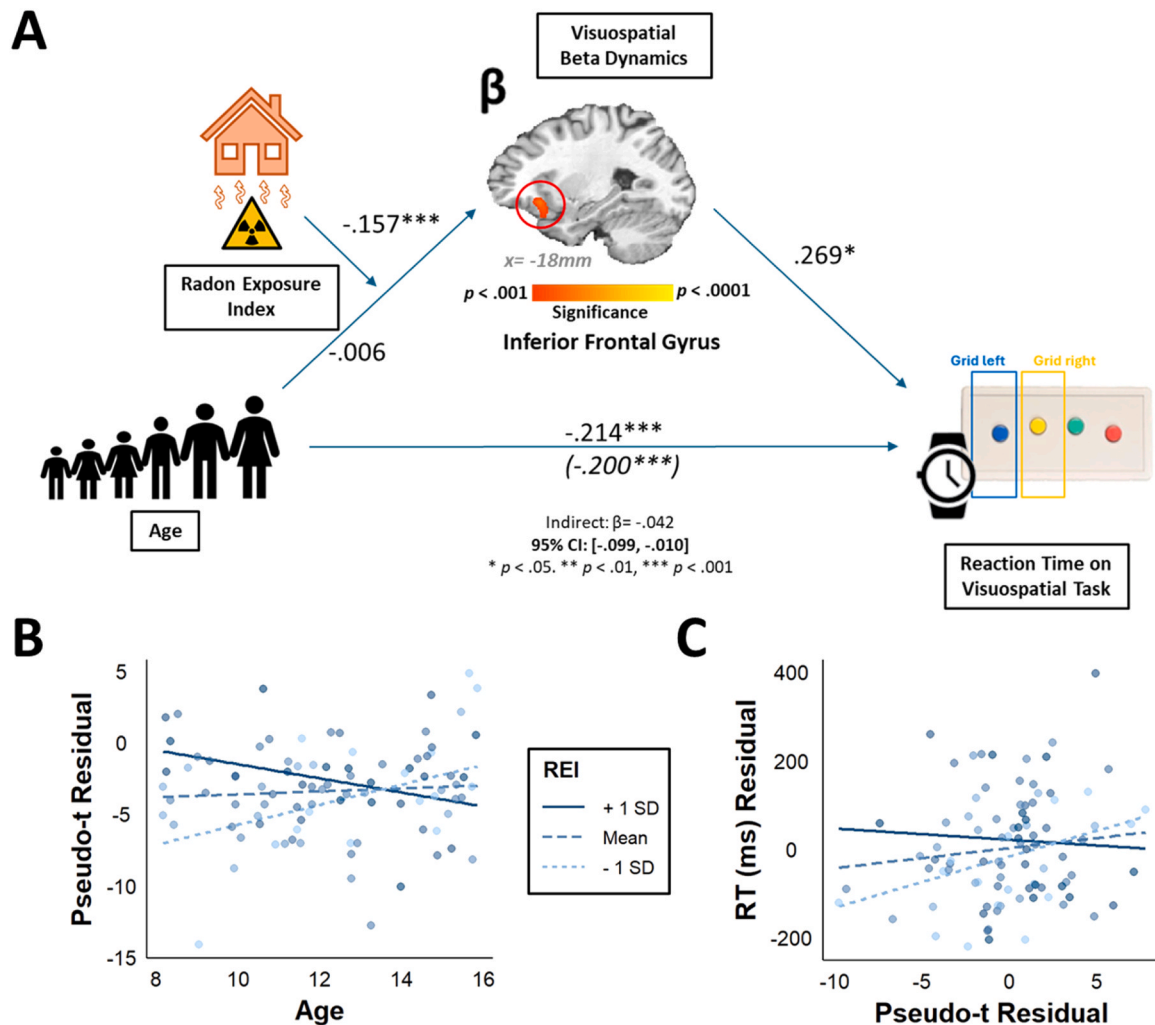 A
Visuospatial
Beta Dynamics
β
-.157***
x= -18mm
.269*
Radon Exposure
Index
p < .001
p < .0001
Significance
Inferior Frontal Gyrus
-.006
Grid left
Grid right
-.214***
(-.200***)
Age
Indirect: β= -.042
95% CI: [-.099, -.010]
* p < .05. ** p < .01, *** p < .001
Reaction Time on
Visuospatial Task
B
Pseudo-t Residual
5
0
-5
-10
-15
8
10
12
14
16
Age
REI
+ 1 SD
Mean
- 1 SD
C
RT (ms) Residual
400
200
0
-200
-10
-5
0
5
Pseudo-t Residual